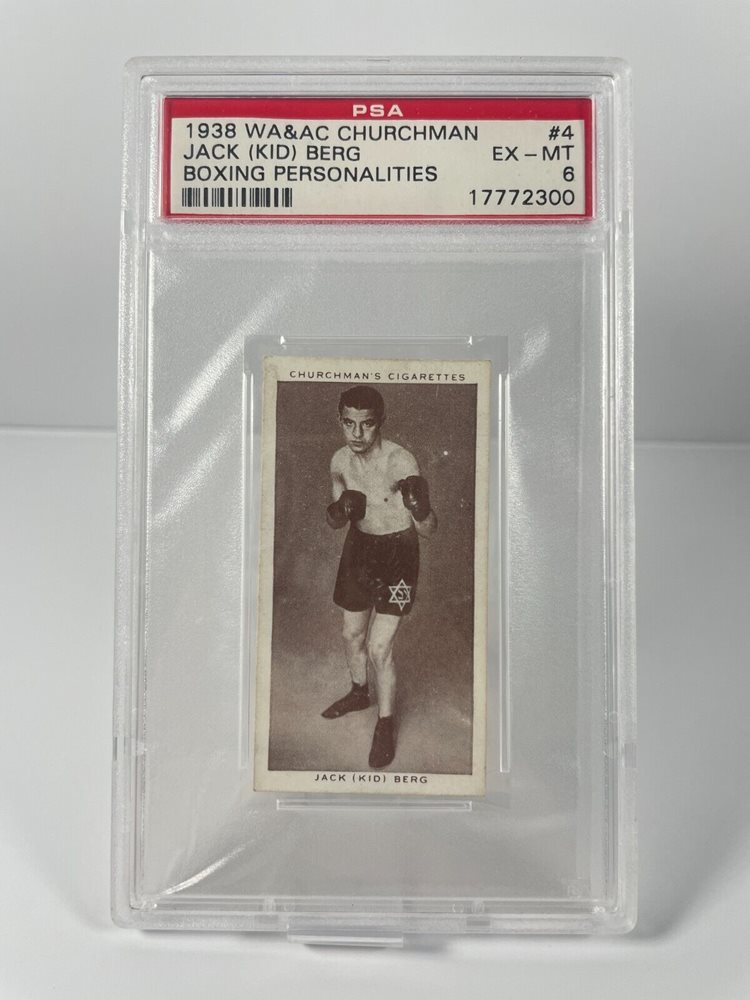 PSA
1938 WA&AC CHURCHMAN #4
JACK (KID) BERG EX - MT
BOXING PERSONALITIES 6
17772300
CHURCHMAN'S CIGARETTES
JACK (KID) BERG